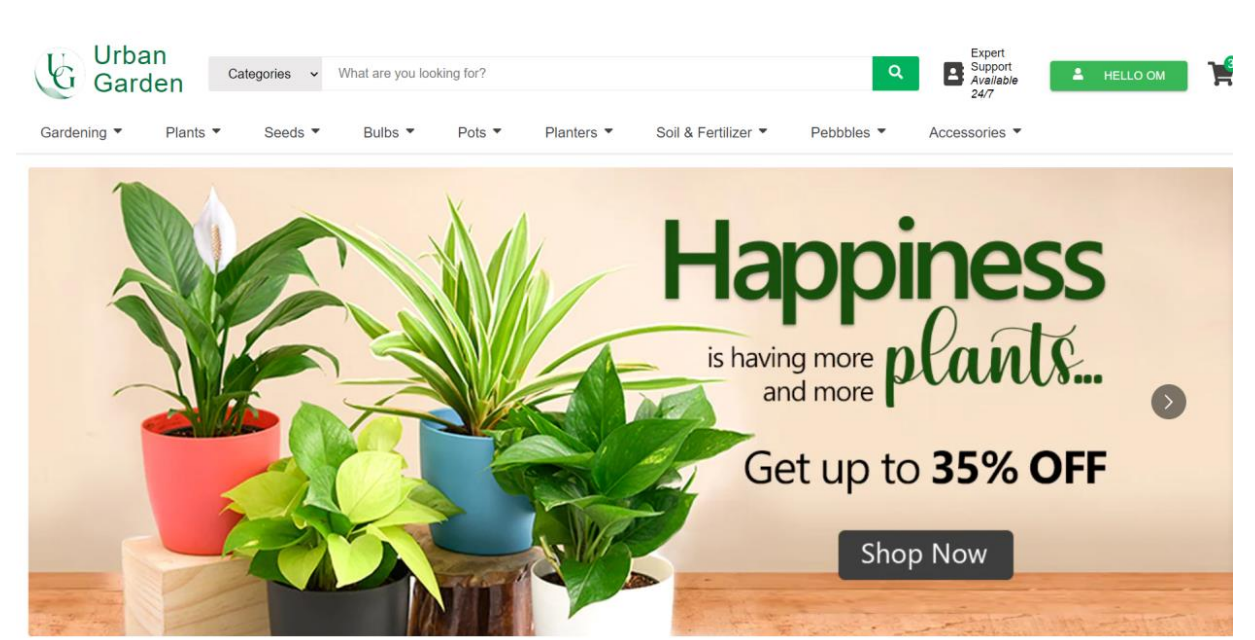 Urban
Garden
UG
Categories
What are you looking for?
Expert
Support
Available
24/7
HELLO OM
3
Gardening
Plants
Seeds
Bulbs
Pots
Planters
Soil & Fertilizer
Pebbbles
Accessories
Happiness
is having more plants...
and more
Get up to 35% OFF
Shop Now